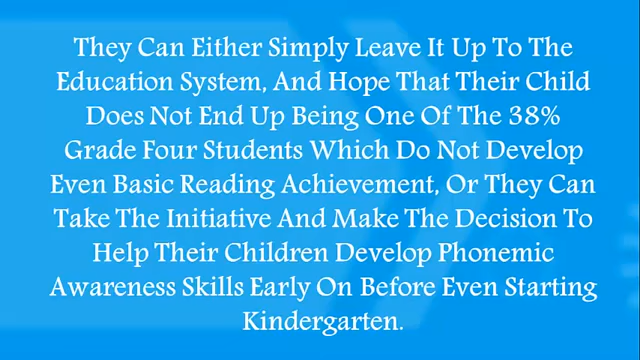 They Can Either Simply Leave It Up To The
Education System, And Hope That Their Child
Does Not End Up Being One Of The 38%
Grade Four Students Which Do Not Develop
Even Basic Reading Achievement, Or They Can
Take The Initiative And Make The Decision To
Help Their Children Develop Phonemic
Awareness Skills Early On Before Even Starting
Kindergarten.